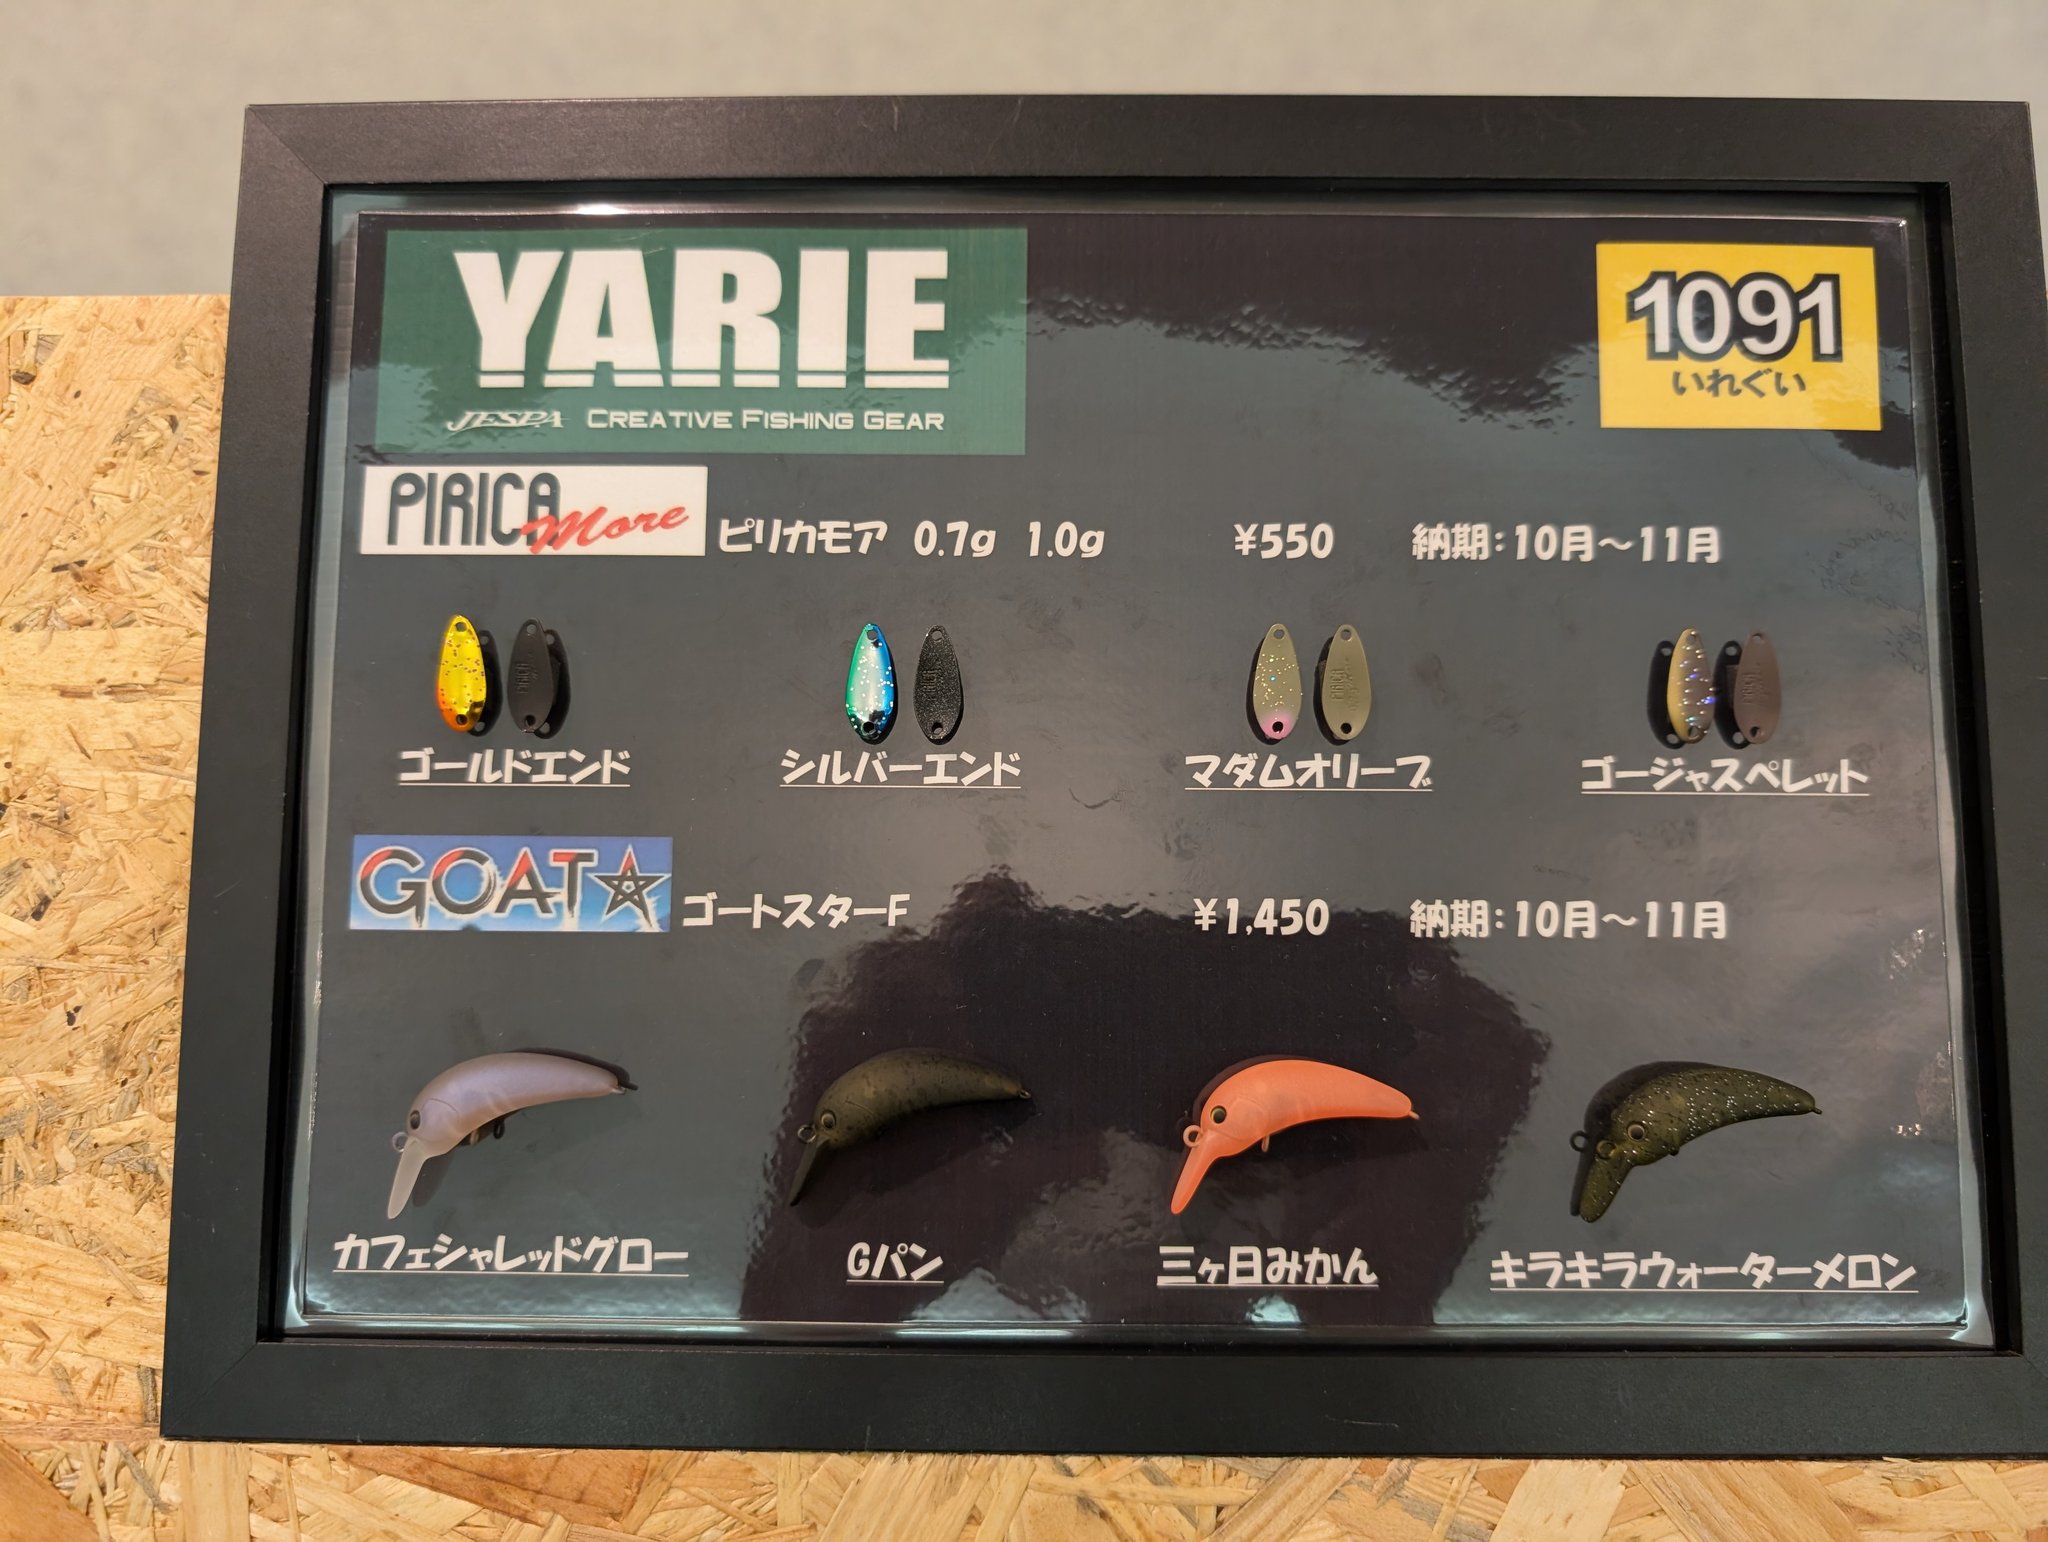 YARIE
JESPA CREATIVE FISHING GEAR
1091
いれぐい
PIRICA More ピリカモア 0.7g 1.0g ¥550 納期：10月～11月
ゴールドエンド シルバーエンド マダムオリーブ ゴージャスペレット
GOAT ゴートスターF ¥1,450 納期：10月～11月
カフェシャレッドグロー Gパン 三ヶ日みかん キラキラウォーターメロン